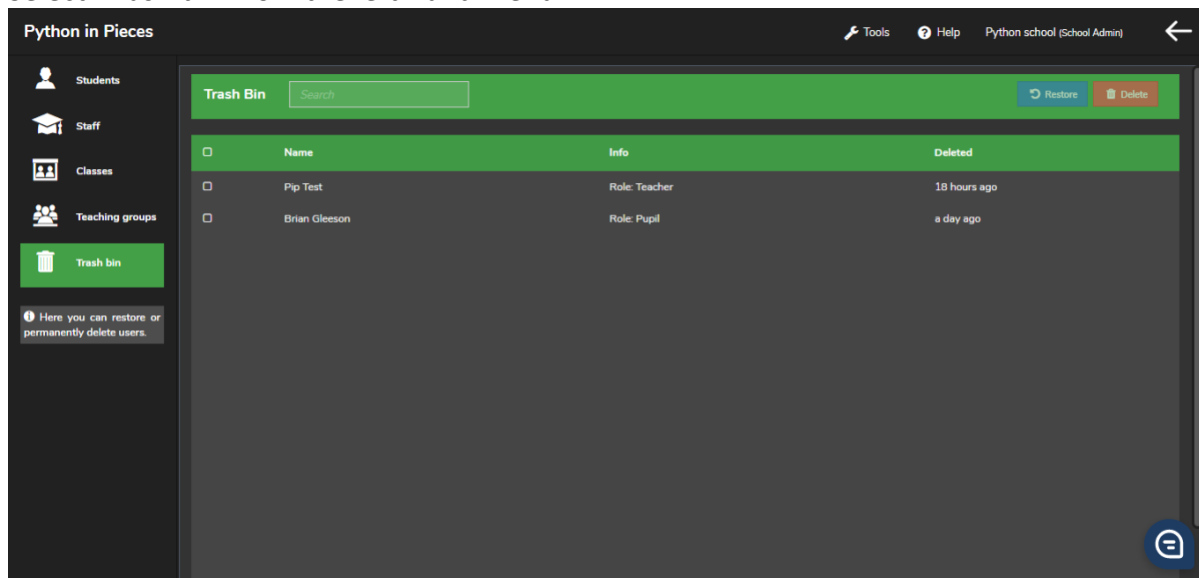 Python in Pieces
Tools
Help
Python school (School Admin)
Students
Staff
Classes
Teaching groups
Trash bin
Here you can restore or
permanently delete users.
Trash Bin
Search
Restore
Delete
Name Info Deleted
Pip Test Role: Teacher 18 hours ago
Brian Gleeson Role: Pupil a day ago